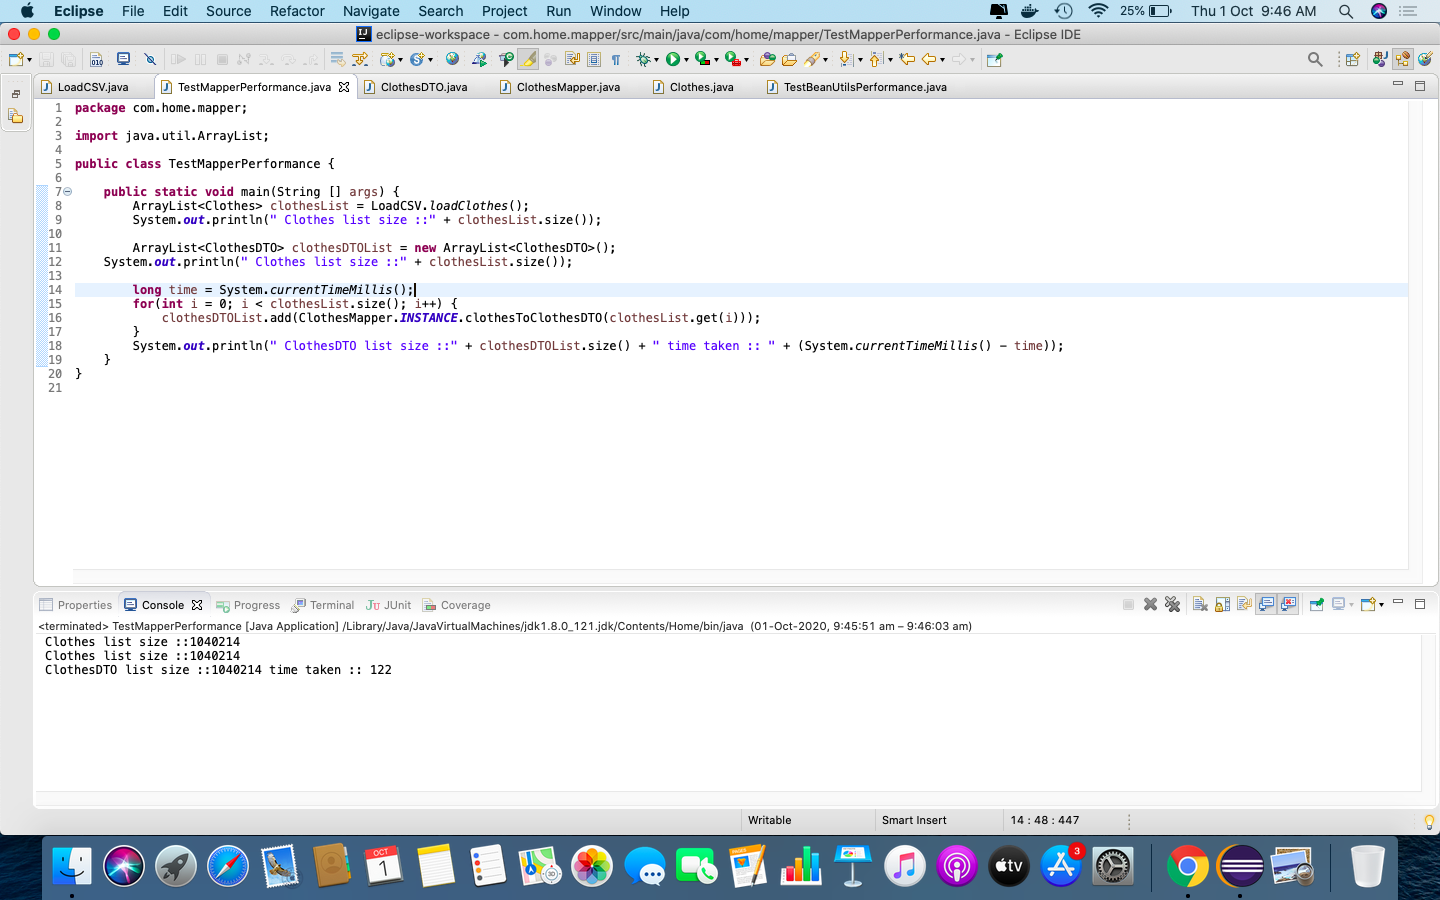 Eclipse File Edit Source Refactor Navigate Search Project Run Window Help 25% Thu 1 Oct 9:46 AM
eclipse-workspace - com.home.mapper/src/main/java/com/home/mapper/TestMapperPerformance.java - Eclipse IDE
LoadCSV.java TestMapperPerformance.java ClothesDTO.java ClothesMapper.java Clothes.java TestBeanUtilsPerformance.java
1 package com.home.mapper;
2
3 import java.util.ArrayList;
4
5 public class TestMapperPerformance {
6
7 public static void main(String [] args) {
8 ArrayList<Clothes> clothesList = LoadCSV.loadClothes();
9 System.out.println(" Clothes list size ::" + clothesList.size());
10
11 ArrayList<ClothesDTO> clothesDTOList = new ArrayList<ClothesDTO>();
12 System.out.println(" Clothes list size ::" + clothesList.size());
13
14 long time = System.currentTimeMillis();
15 for(int i = 0; i < clothesList.size(); i++) {
16 clothesDTOList.add(ClothesMapper.INSTANCE.clothesToClothesDTO(clothesList.get(i)));
17 }
18 System.out.println(" ClothesDTO list size ::" + clothesDTOList.size() + " time taken :: " + (System.currentTimeMillis() - time));
19 }
20 }
21
Properties Console Progress Terminal JUnit Coverage
<terminated> TestMapperPerformance [Java Application] /Library/Java/JavaVirtualMachines/jdk1.8.0_121.jdk/Contents/Home/bin/java (01-Oct-2020, 9:45:51 am – 9:46:03 am)
Clothes list size ::1040214
Clothes list size ::1040214
ClothesDTO list size ::1040214 time taken :: 122
Writable Smart Insert 14 : 48 : 447
OCT
1
tv
3